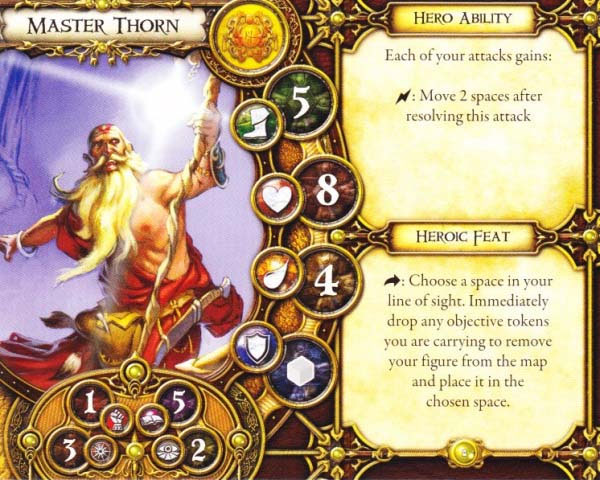 Master Thorn
5
8
4
1
5
3
2
Hero Ability
Each of your attacks gains:
: Move 2 spaces after
resolving this attack
Heroic Feat
: Choose a space in your
line of sight. Immediately
drop any objective tokens
you are carrying to remove
your figure from the map
and place it in the
chosen space.